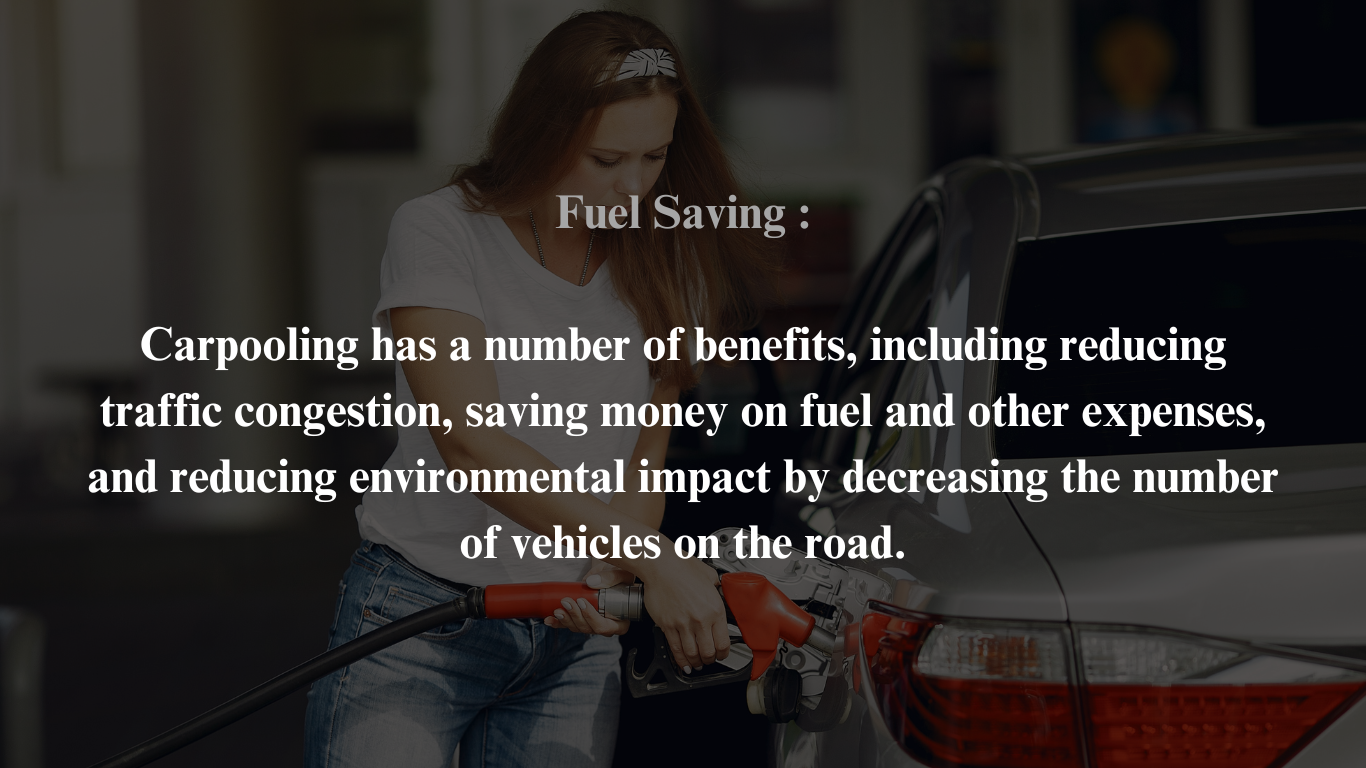 Fuel Saving :
Carpooling has a number of benefits, including reducing
traffic congestion, saving money on fuel and other expenses,
and reducing environmental impact by decreasing the number
of vehicles on the road.